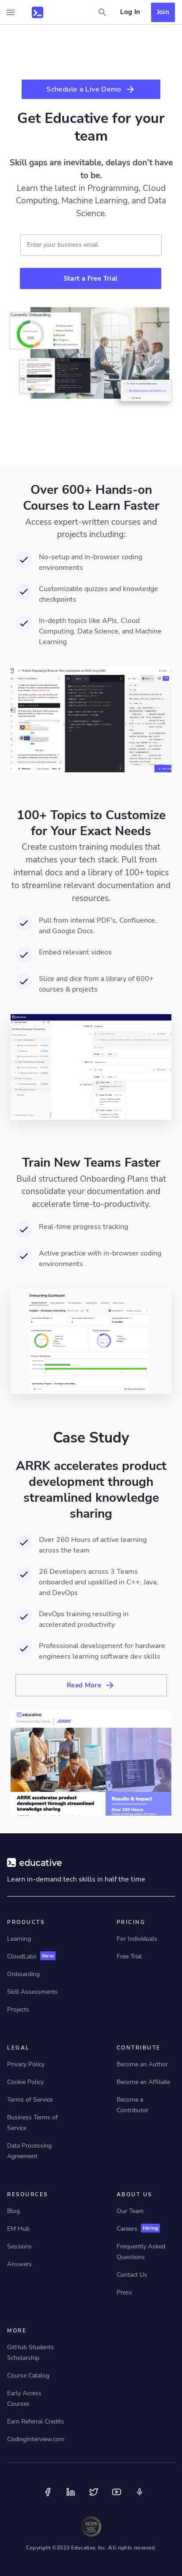 Log In
Join
Schedule a Live Demo
Get Educative for your
team
Skill gaps are inevitable, delays don't have
to be.
Learn the latest in Programming, Cloud
Computing, Machine Learning, and Data
Science.
Enter your business email
Start a Free Trial
Currently Onboarding
Over 600+ Hands-on
Courses to Learn Faster
Access expert-written courses and
projects including:
No-setup and in-browser coding
environments
Customizable quizzes and knowledge
checkpoints
In-depth topics like APIs, Cloud
Computing, Data Science, and Machine
Learning
100+ Topics to Customize
for Your Exact Needs
Create custom training modules that
matches your tech stack. Pull from
internal docs and a library of 100+ topics
to streamline relevant documentation and
resources.
Pull from internal PDF's, Confluence,
and Google Docs.
Embed relevant videos
Slice and dice from a library of 600+
courses & projects
Train New Teams Faster
Build structured Onboarding Plans that
consolidate your documentation and
accelerate time-to-productivity.
Real-time progress tracking
Active practice with in-browser coding
environments
Onboarding Dashboard
Case Study
ARRK accelerates product
development through
streamlined knowledge
sharing
Over 260 Hours of active learning
across the team
26 Developers across 3 Teams
onboarded and upskilled in C++, Java,
and DevOps
DevOps training resulting in
accelerated productivity
Professional development for hardware
engineers learning software dev skills
Read More
educative
ARRK
ARRK accelerates product
development through streamlined
knowledge sharing
Results & Impact
Over 260 Hours
educative
Learn in-demand tech skills in half the time
PRODUCTS
Learning
CloudLabs New
Onboarding
Skill Assessments
Projects
PRICING
For Individuals
Free Trial
LEGAL
Privacy Policy
Cookie Policy
Terms of Service
Business Terms of
Service
Data Processing
Agreement
CONTRIBUTE
Become an Author
Become an Affiliate
Become a
Contributor
RESOURCES
Blog
EM Hub
Sessions
Answers
ABOUT US
Our Team
Careers Hiring
Frequently Asked
Questions
Contact Us
Press
MORE
GitHub Students
Scholarship
Course Catalog
Early Access
Courses
Earn Referral Credits
CodingInterview.com
AICPA
SOC
Copyright ©2023 Educative, Inc. All rights reserved.